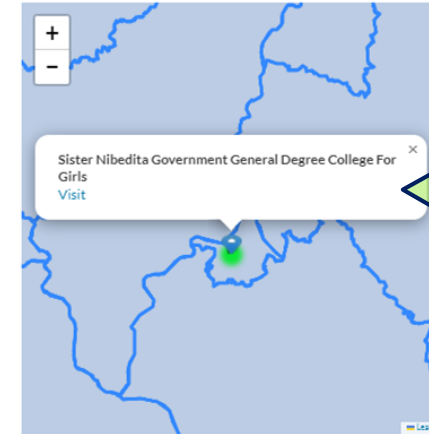 +
−
×
Sister Nibedita Government General Degree College For
Girls
Visit